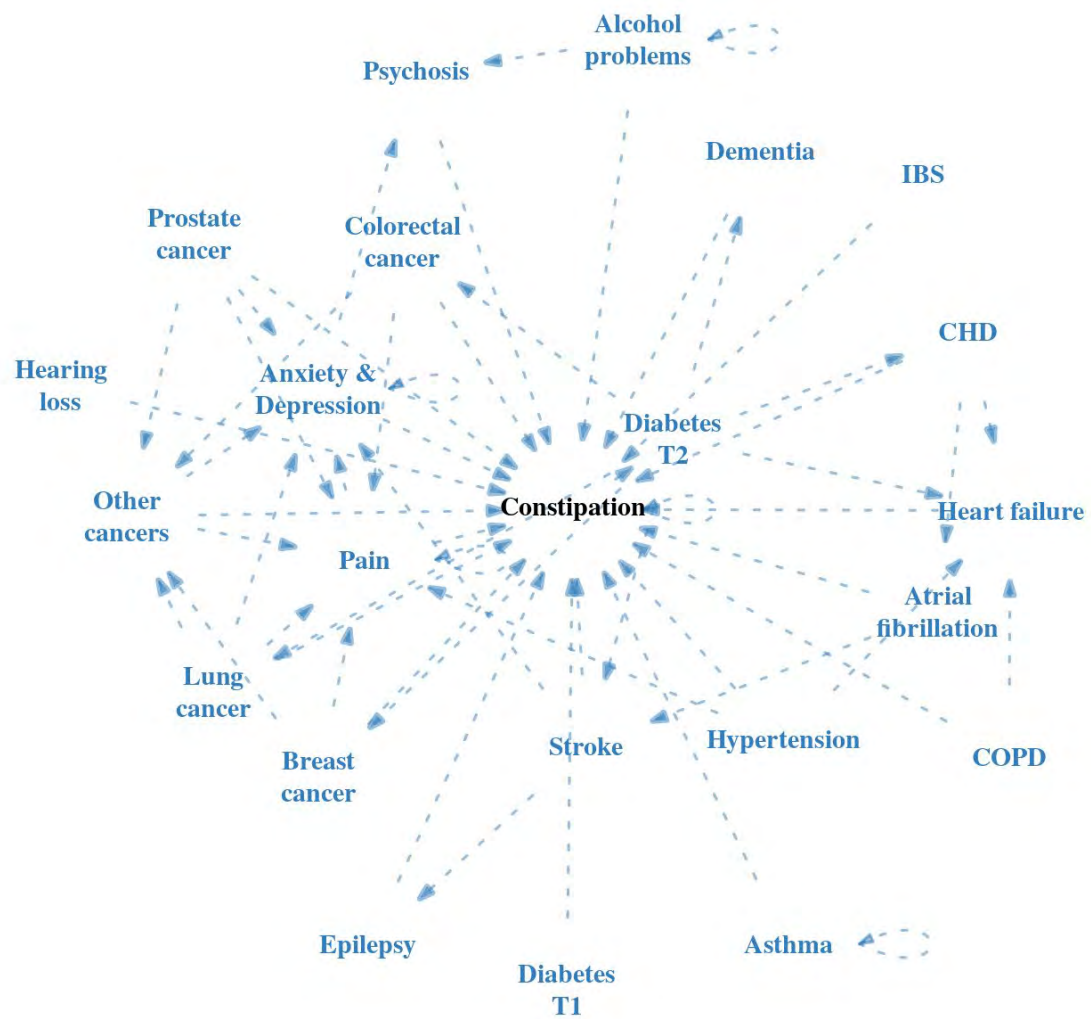 Alcohol
problems
Psychosis
Dementia
IBS
Prostate
cancer
Colorectal
cancer
CHD
Hearing
loss
Anxiety &
Depression
Diabetes
T2
Other
cancers
Constipation
Heart failure
Pain
Atrial
fibrillation
Lung
cancer
Breast
cancer
Stroke
Hypertension
COPD
Epilepsy
Diabetes
T1
Asthma